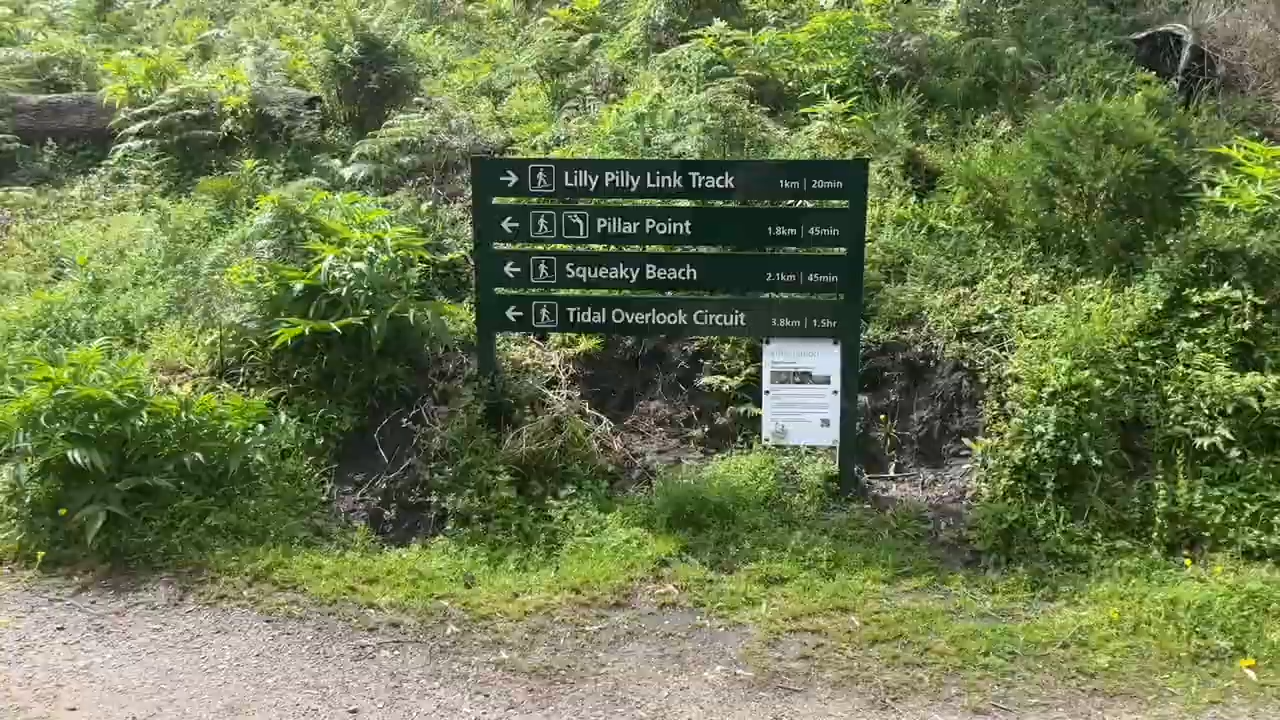 → Lilly Pilly Link Track 1km | 20min
← Pillar Point 1.8km | 45min
← Squeaky Beach 2.1km | 45min
← Tidal Overlook Circuit 3.8km | 1.5hr